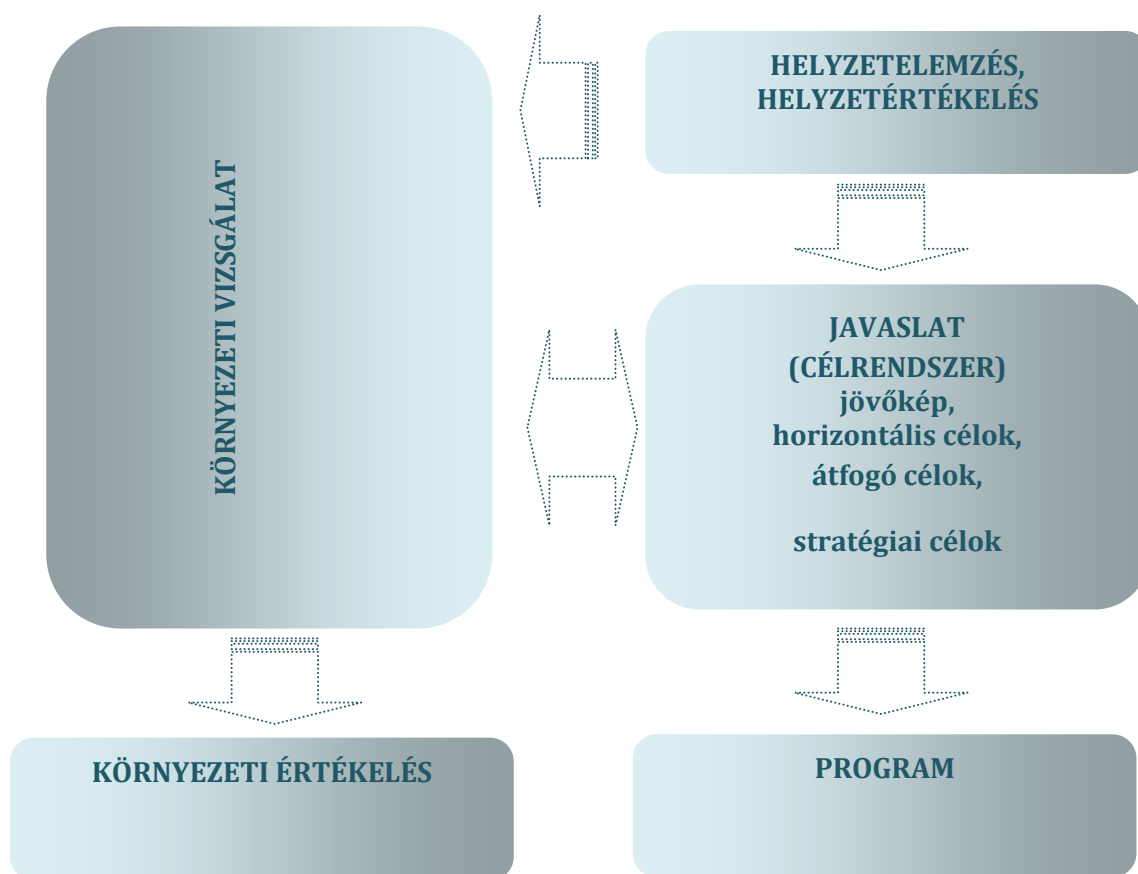 KÖRNYEZETI VIZSGÁLAT
HELYZETELEMZÉS,
HELYZETÉRTÉKELÉS
JAVASLAT
(CÉLRENDSZER)
jövőkép,
horizontális célok,
átfogó célok,
stratégiai célok
KÖRNYEZETI ÉRTÉKELÉS
PROGRAM